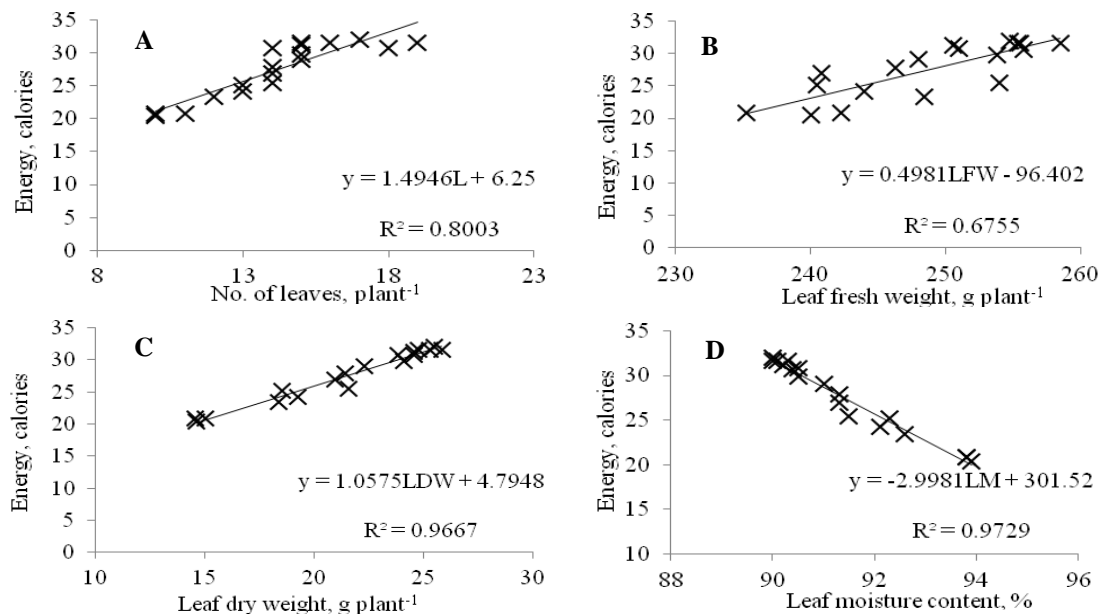 A
35
30
25
20
15
10
5
0
Energy, calories
y = 1.4946L + 6.25
R² = 0.8003
8 13 18 23
No. of leaves, plant⁻¹
B
35
30
25
20
15
10
5
0
Energy, calories
y = 0.4981LFW - 96.402
R² = 0.6755
230 240 250 260
Leaf fresh weight, g plant⁻¹
C
35
30
25
20
15
10
5
0
Energy, calories
y = 1.0575LDW + 4.7948
R² = 0.9667
10 15 20 25 30
Leaf dry weight, g plant⁻¹
D
35
30
25
20
15
10
Energy, calories
y = -2.9981LM + 301.52
R² = 0.9729
88 90 92 94 96
Leaf moisture content, %